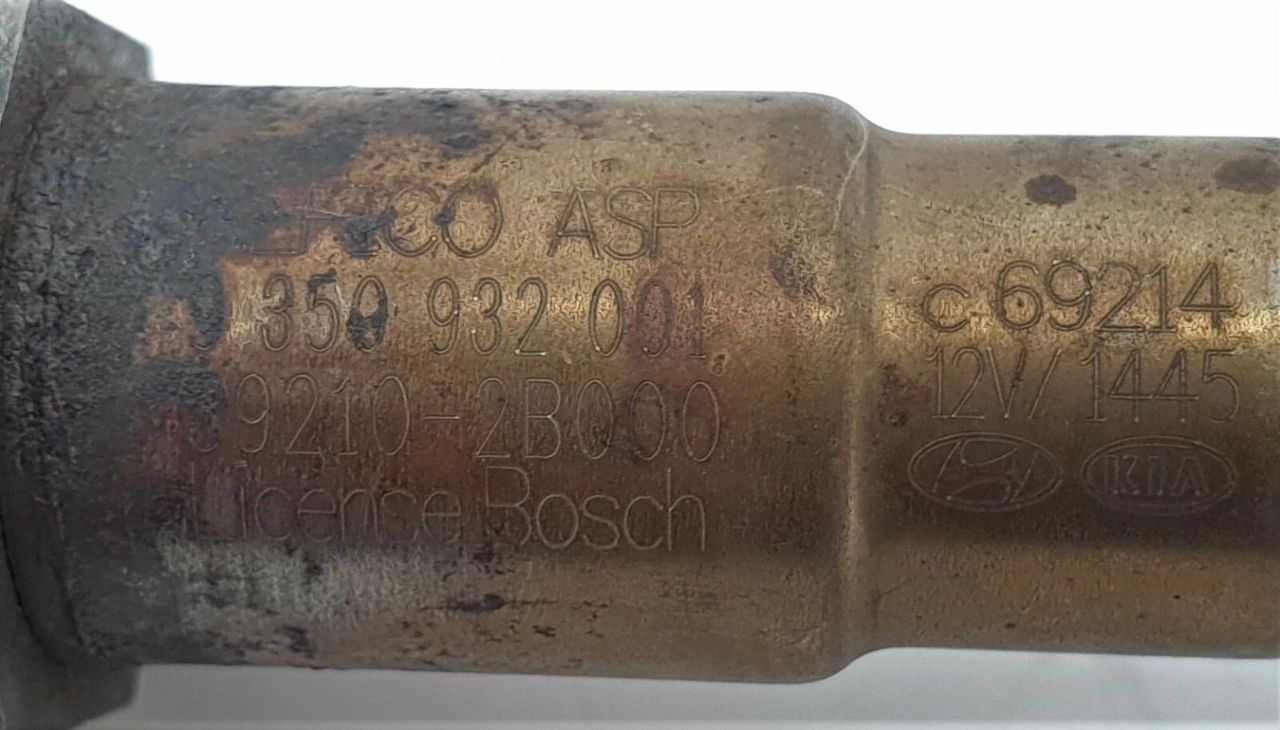 ASP
350 932 001
9210-2B000
Licence Bosch
C 69214
12V/ 1445
KIA